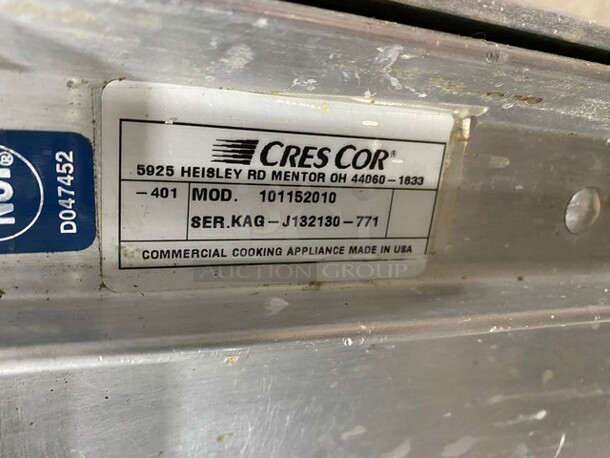 CRES COR®
5925 HEISLEY RD MENTOR OH 44060-1833
-401 MOD. 101152010
SER.KAG-J132130-771
COMMERCIAL COOKING APPLIANCE MADE IN USA
AUCTION GROUP
D047452